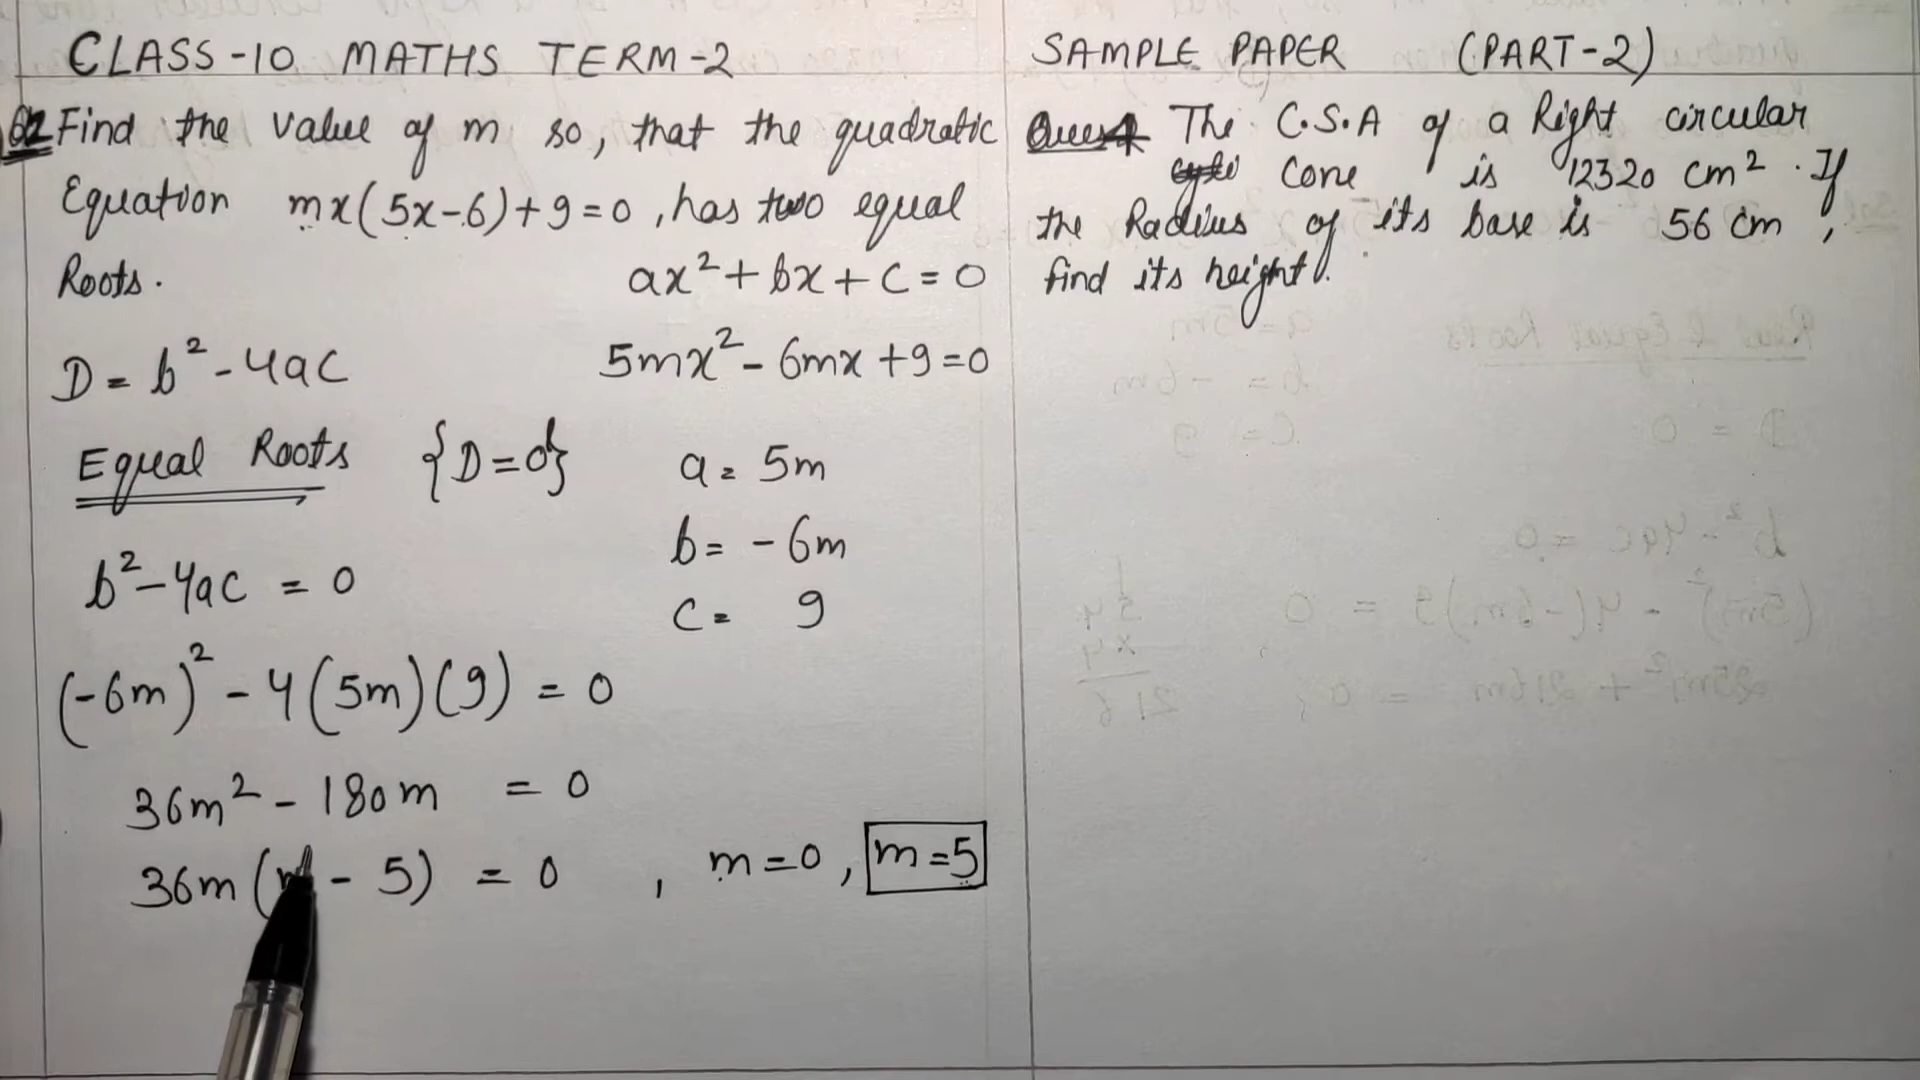 CLASS-10 MATHS TERM-2
Q2 Find the value of m so, that the quadratic
Equation mx(5x-6)+9=0, has two equal
Roots.
ax²+bx+c=0
D = b²-4ac
5mx²-6mx+9=0
Equal Roots {D=0}
a = 5m
b = -6m
c = 9
b²-4ac = 0
(-6m)² - 4(5m)(9) = 0
36m² - 180m = 0
36m(m - 5) = 0, m=0, m=5
SAMPLE PAPER (PART-2)
The C.S.A of a Right circular
cone is 12320 cm². If
the Radius of its base is 56 cm,
find its height.